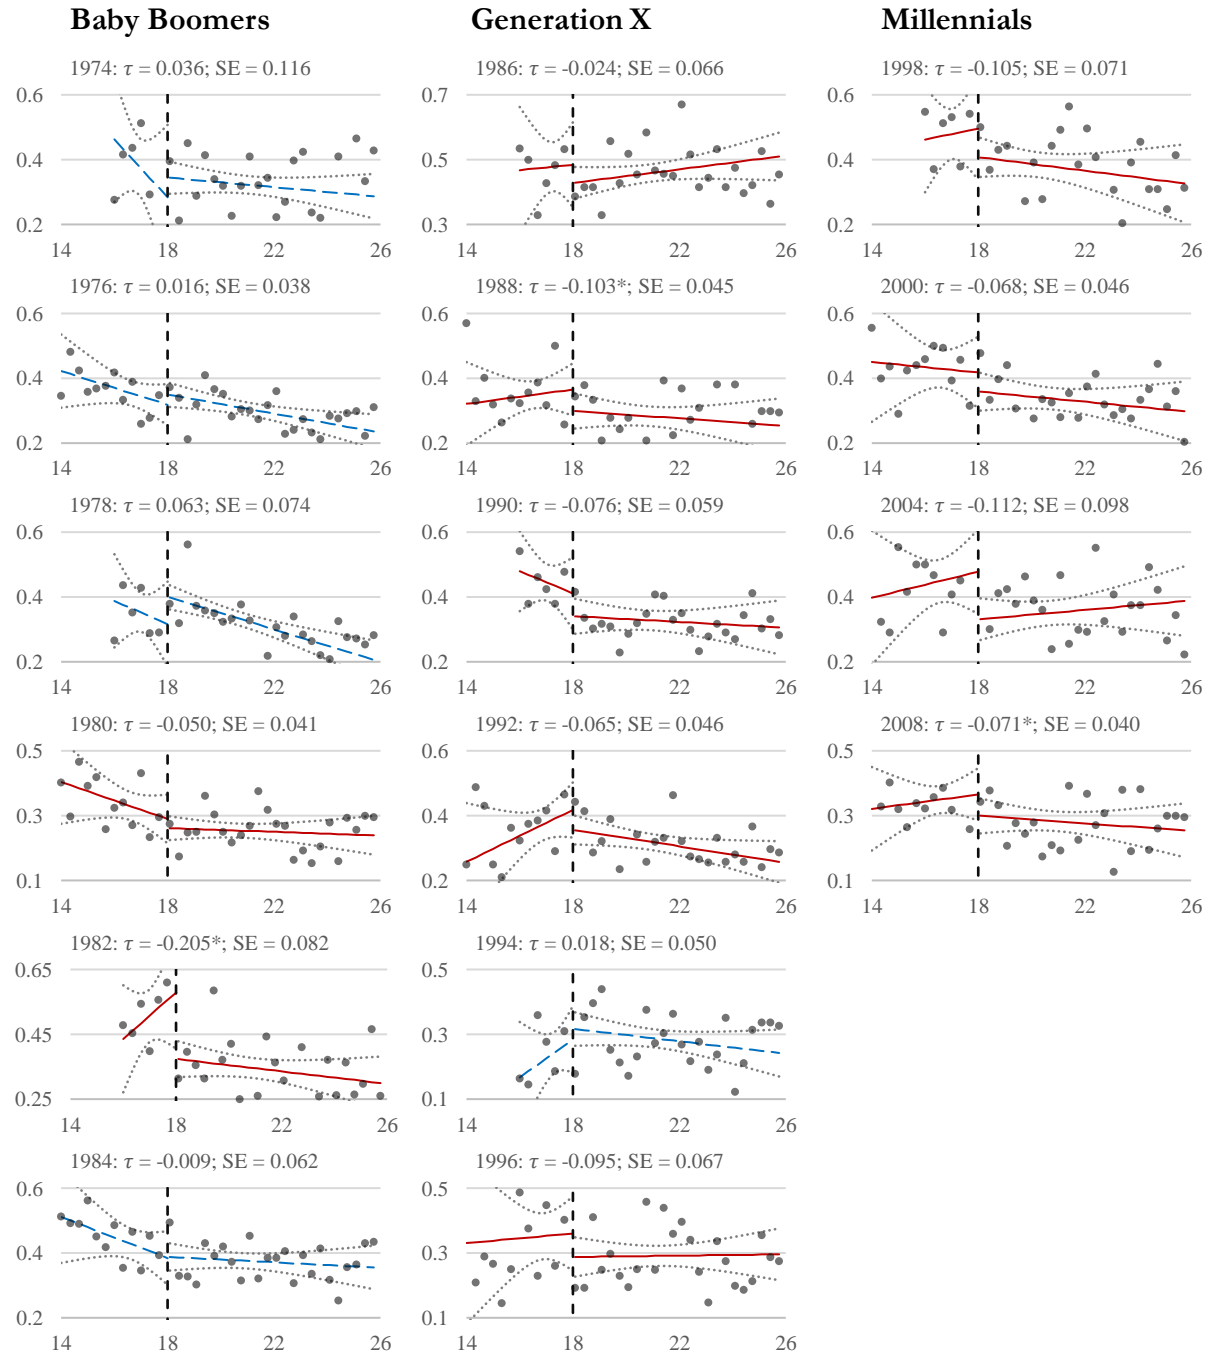 Baby Boomers Generation X Millennials
1974: τ = 0.036; SE = 0.116
0.6
0.4
0.2
14 18 22 26
1986: τ = -0.024; SE = 0.066
0.7
0.5
0.3
14 18 22 26
1998: τ = -0.105; SE = 0.071
0.6
0.4
0.2
14 18 22 26
1976: τ = 0.016; SE = 0.038
0.6
0.4
0.2
14 18 22 26
1988: τ = -0.103*; SE = 0.045
0.6
0.4
0.2
14 18 22 26
2000: τ = -0.068; SE = 0.046
0.6
0.4
0.2
14 18 22 26
1978: τ = 0.063; SE = 0.074
0.6
0.4
0.2
14 18 22 26
1990: τ = -0.076; SE = 0.059
0.6
0.4
0.2
14 18 22 26
2004: τ = -0.112; SE = 0.098
0.6
0.4
0.2
14 18 22 26
1980: τ = -0.050; SE = 0.041
0.5
0.3
0.1
14 18 22 26
1992: τ = -0.065; SE = 0.046
0.6
0.4
0.2
14 18 22 26
2008: τ = -0.071*; SE = 0.040
0.5
0.3
0.1
14 18 22 26
1982: τ = -0.205*; SE = 0.082
0.65
0.45
0.25
14 18 22 26
1994: τ = 0.018; SE = 0.050
0.5
0.3
0.1
14 18 22 26
1984: τ = -0.009; SE = 0.062
0.6
0.4
0.2
14 18 22 26
1996: τ = -0.095; SE = 0.067
0.5
0.3
0.1
14 18 22 26